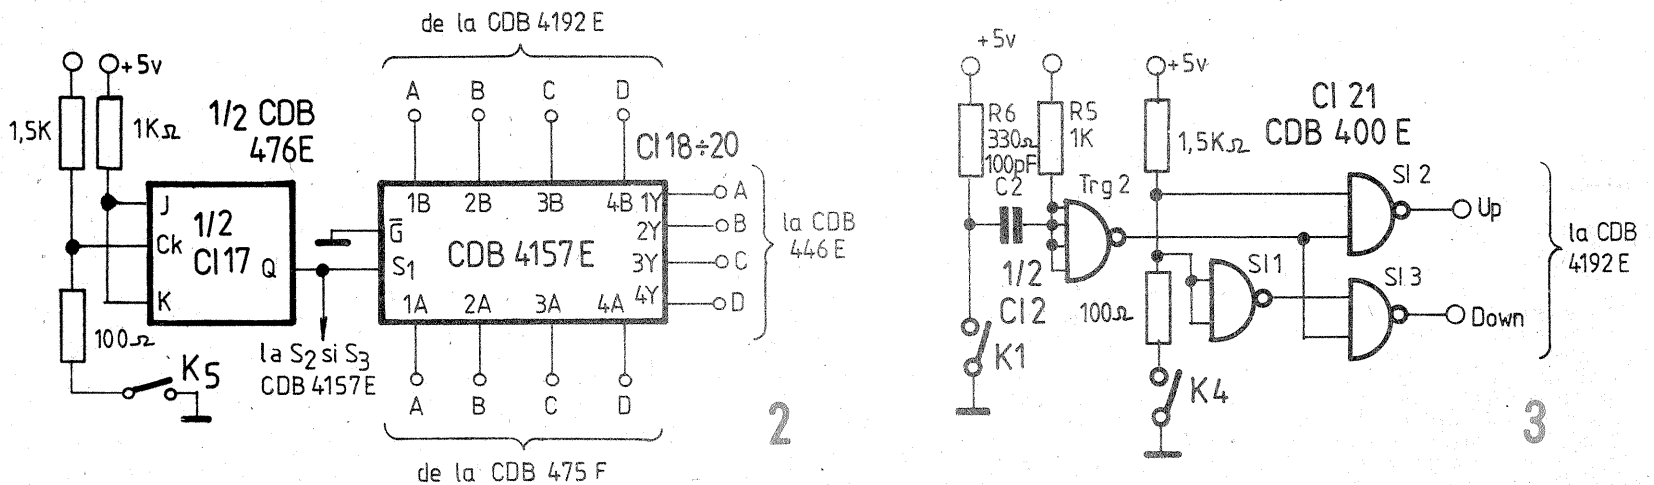 de la CDB 4192 E
A B C D
+5v
1,5K
1KΩ
1/2 CDB
476E
CI 18÷20
J
Ck
K
1/2
CI 17
Q
1B 2B 3B 4B
1Y
2Y
3Y
4Y
G̅
S1
CDB 4157 E
1A 2A 3A 4A
A
B
C
D
la CDB
446 E
100Ω
K5
la S2 si S3
CDB 4157E
A B C D
de la CDB 475 F
2
+5v
+5v
R6
330Ω
100pF
C2
R5
1K
Trg 2
1/2
CI 2
K1
1,5KΩ
CI 21
CDB 400 E
SI 2
Up
SI 1
SI 3
Down
100Ω
K4
la CDB
4192 E
3